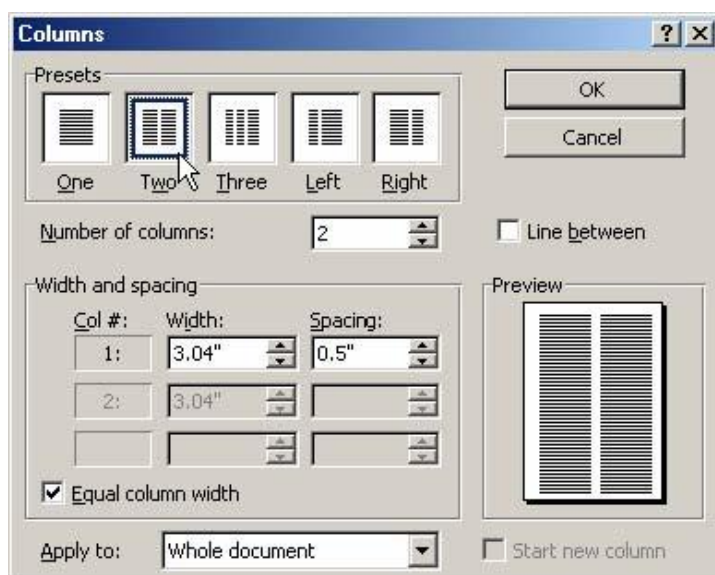 Columns
Presets
OK
Cancel
One Two Three Left Right
Number of columns: 2
Line between
Width and spacing
Preview
Col #: Width: Spacing:
1: 3.04" 0.5"
2: 3.04"
Equal column width
Apply to: Whole document
Start new column